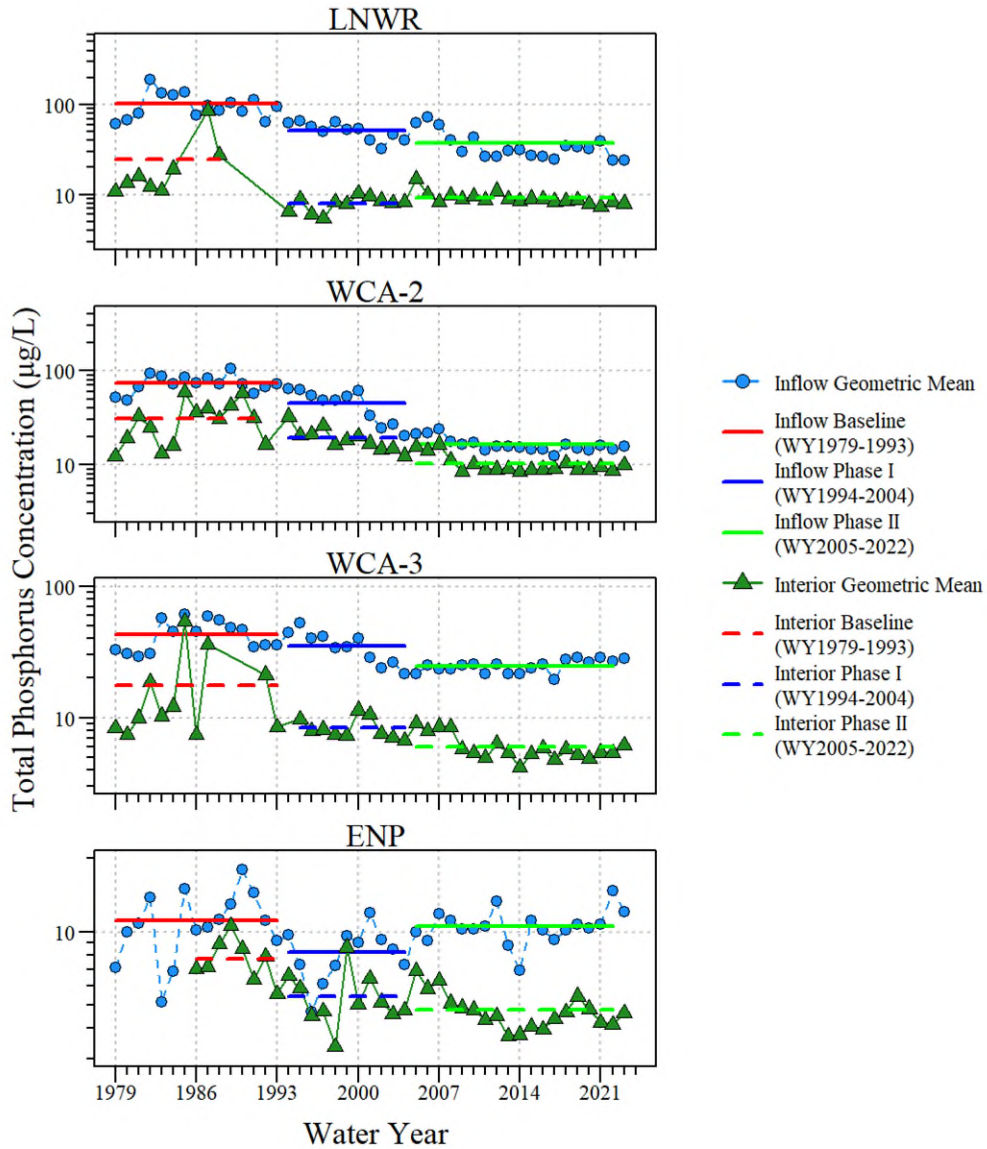 LNWR
100
10
WCA-2
100
10
WCA-3
100
10
ENP
10
1979 1986 1993 2000 2007 2014 2021
Water Year
Total Phosphorus Concentration (µg/L)
Inflow Geometric Mean
Inflow Baseline
(WY1979-1993)
Inflow Phase I
(WY1994-2004)
Inflow Phase II
(WY2005-2022)
Interior Geometric Mean
Interior Baseline
(WY1979-1993)
Interior Phase I
(WY1994-2004)
Interior Phase II
(WY2005-2022)